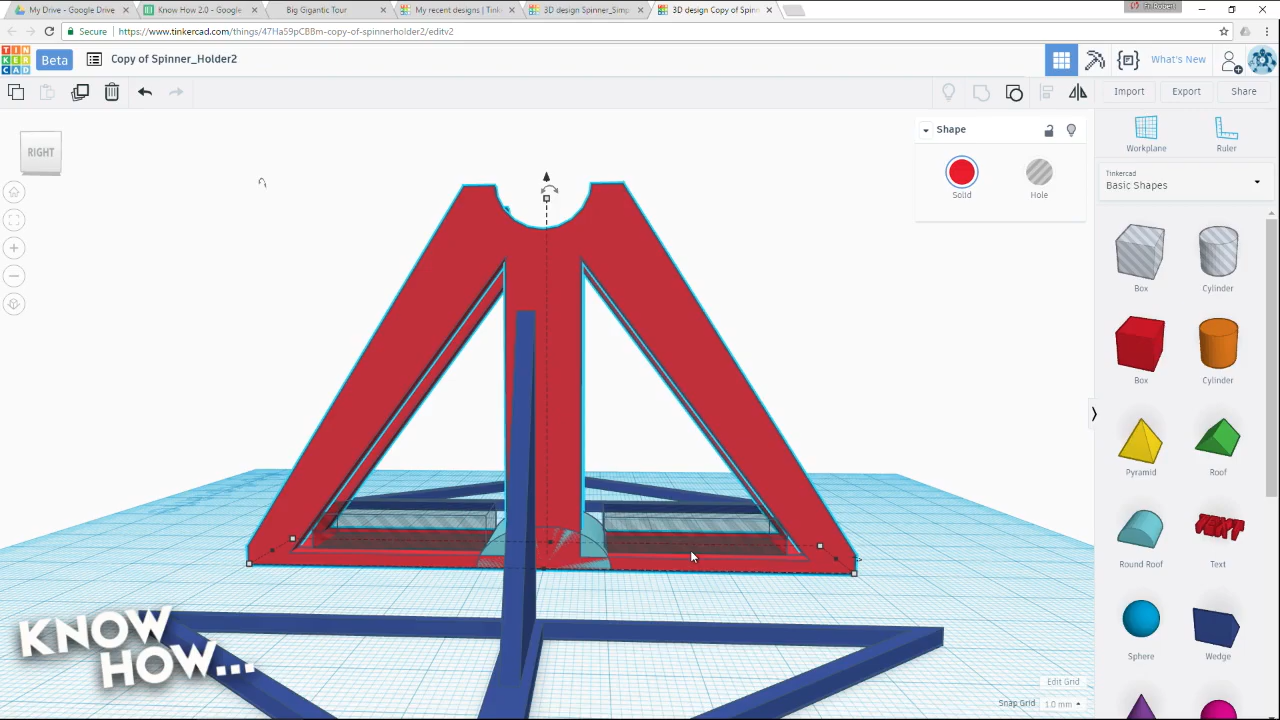 My Drive - Google Drive
Know How 2.0 - Google
Big Gigantic Tour
My recent designs | Tink
3D design Spinner_Simp
3D design Copy of Spinn
Secure
https://www.tinkercad.com/things/47Ha59pCBBm-copy-of-spinnerholder2/editv2
TIN
KER
CAD
Beta
Copy of Spinner_Holder2
What's New
Import
Export
Share
RIGHT
Shape
Solid
Hole
Workplane
Ruler
Tinkercad
Basic Shapes
Box
Cylinder
Box
Cylinder
Pyramid
Roof
TEXT
Round Roof
Text
Sphere
Wedge
Edit Grid
Snap Grid
1.0 mm
KNOW
HOW...